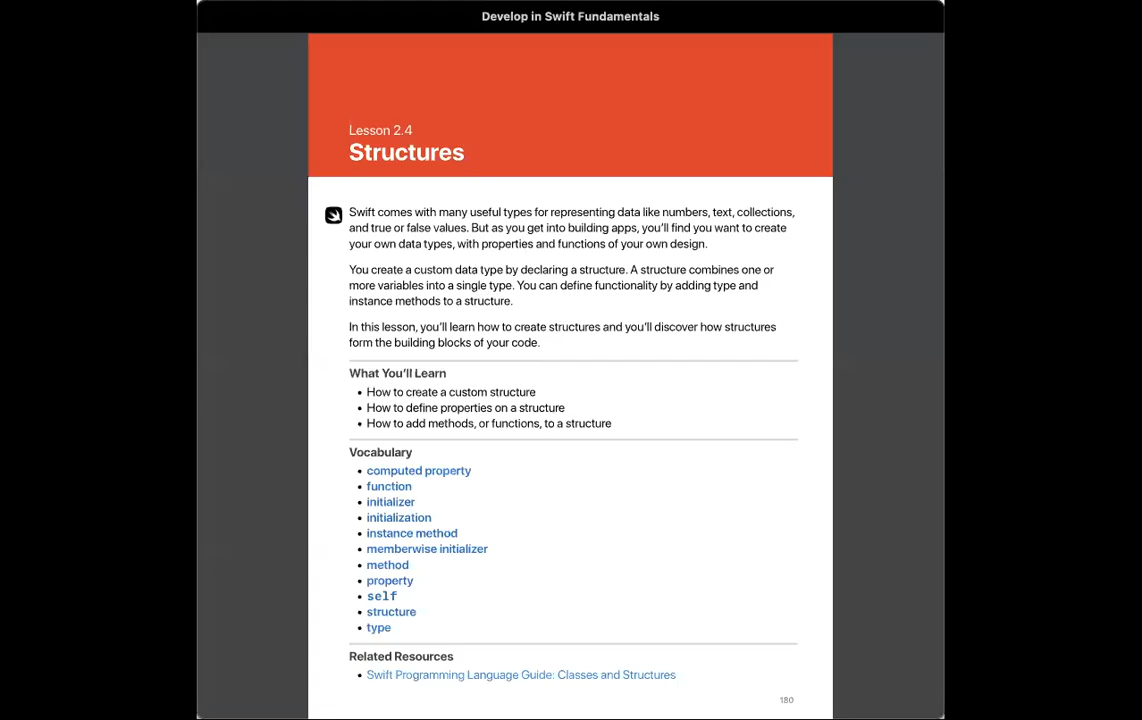 Develop in Swift Fundamentals
Lesson 2.4
Structures
Swift comes with many useful types for representing data like numbers, text, collections,
and true or false values. But as you get into building apps, you'll find you want to create
your own data types, with properties and functions of your own design.
You create a custom data type by declaring a structure. A structure combines one or
more variables into a single type. You can define functionality by adding type and
instance methods to a structure.
In this lesson, you'll learn how to create structures and you'll discover how structures
form the building blocks of your code.
What You'll Learn
• How to create a custom structure
• How to define properties on a structure
• How to add methods, or functions, to a structure
Vocabulary
• computed property
• function
• initializer
• initialization
• instance method
• memberwise initializer
• method
• property
• self
• structure
• type
Related Resources
• Swift Programming Language Guide: Classes and Structures
180